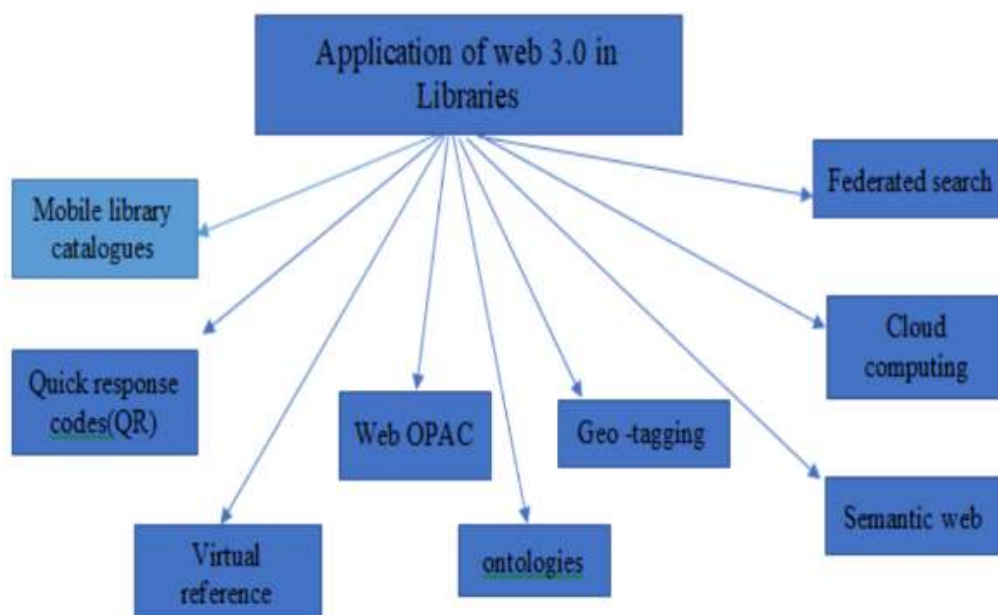 Application of web 3.0 in
Libraries
Mobile library
catalogues
Federated search
Quick response
codes(QR)
Cloud
computing
Web OPAC
Geo -tagging
Semantic web
Virtual
reference
ontologies